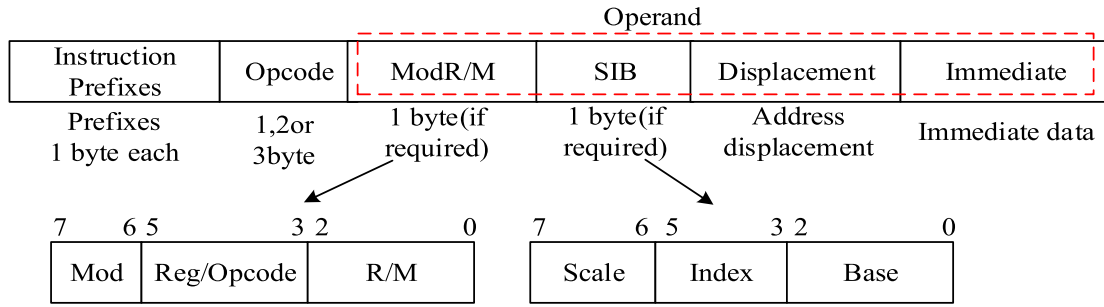 Operand
Instruction Prefixes
Opcode
ModR/M
SIB
Displacement
Immediate
Prefixes
1 byte each
1,2or
3byte
1 byte(if
required)
1 byte(if
required)
Address
displacement
Immediate data
7 6 5 3 2 0
7 6 5 3 2 0
Mod
Reg/Opcode
R/M
Scale
Index
Base